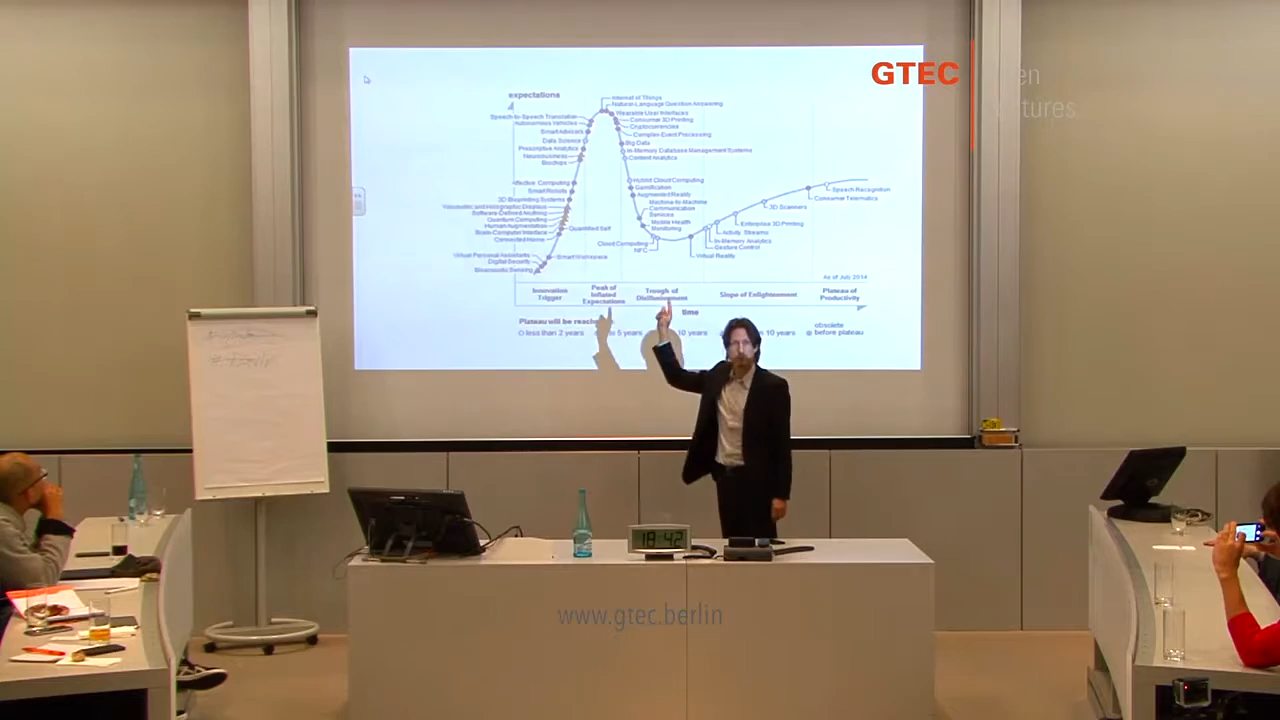 GTEC
en
tures
expectations
Internet of Things
Natural-Language Question Answering
Wearable User Interfaces
Consumer 3D Printing
Cryptocurrencies
Complex-Event Processing
Big Data
In-Memory Database Management Systems
Content Analytics
Speech-to-Speech Translation
Autonomous Vehicles
Smart Advisors
Data Science
Prescriptive Analytics
Neurobusiness
Biochips
Affective Computing
Smart Robots
3D Bioprinting Systems
Volumetric and Holographic Displays
Software-Defined Anything
Quantum Computing
Human Augmentation
Brain-Computer Interface
Connected Home
Quantified Self
Virtual Personal Assistants
Digital Security
Bioacoustic Sensing
Smart Workspace
Hybrid Cloud Computing
Gamification
Augmented Reality
Machine-to-Machine
Communication
Services
Mobile Health
Monitoring
Cloud Computing
NFC
Virtual Reality
Gesture Control
In-Memory Analytics
Activity Streams
Enterprise 3D Printing
3D Scanners
Consumer Telematics
Speech Recognition
As of July 2014
Innovation
Trigger
Peak of
Inflated
Expectations
Trough of
Disillusionment
Slope of Enlightenment
Plateau of
Productivity
time
Plateau will be reache
less than 2 years
5 years
10 years
10 years
obsolete
before plateau
18:42
www.gtec.berlin